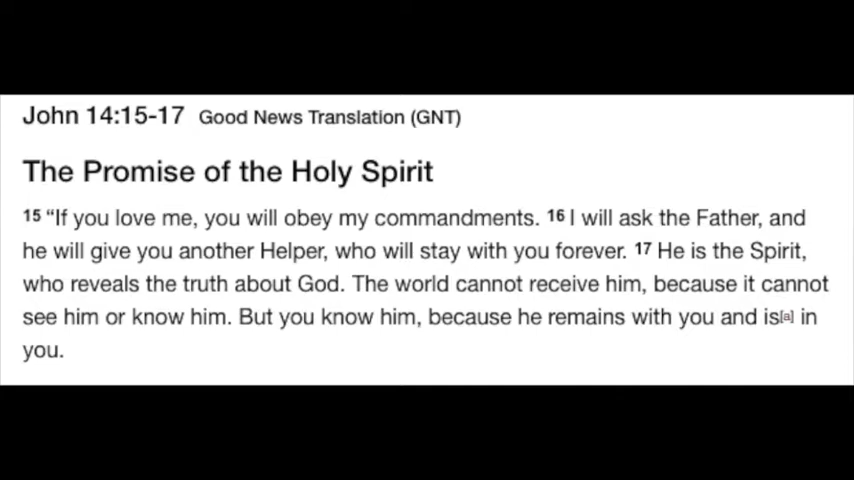 John 14:15-17 Good News Translation (GNT)
The Promise of the Holy Spirit
15 “If you love me, you will obey my commandments. 16 I will ask the Father, and
he will give you another Helper, who will stay with you forever. 17 He is the Spirit,
who reveals the truth about God. The world cannot receive him, because it cannot
see him or know him. But you know him, because he remains with you and is[a] in
you.